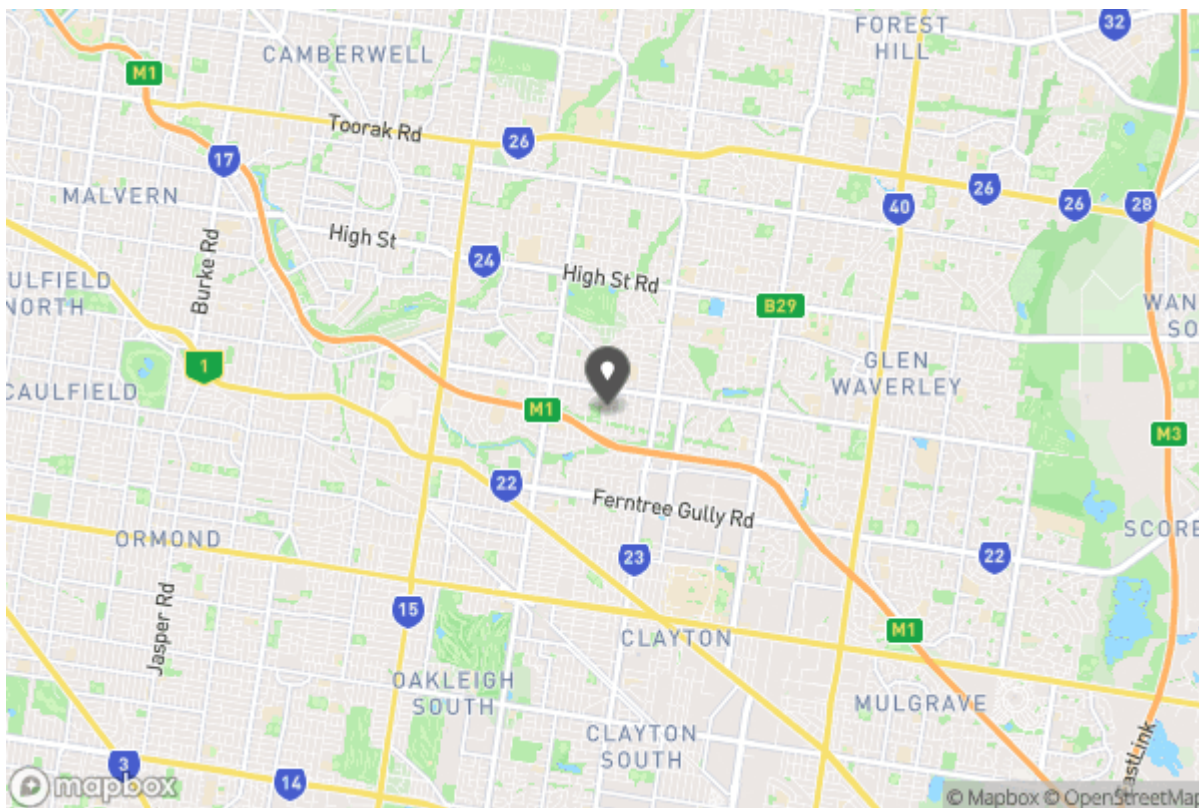 FOREST
HILL
32
CAMBERWELL
M1
Toorak Rd
26
17
26
MALVERN
40
26
28
High St
24
Burke Rd
High St Rd
ULFIELD
NORTH
B29
WAN
SO
1
GLEN
WAVERLEY
CAULFIELD
M1
M3
22
Ferntree Gully Rd
ORMOND
SCORE
23
22
Jasper Rd
15
CLAYTON
M1
OAKLEIGH
SOUTH
MULGRAVE
CLAYTON
SOUTH
astLink
3
14
mapbox
© Mapbox © OpenStreetMap